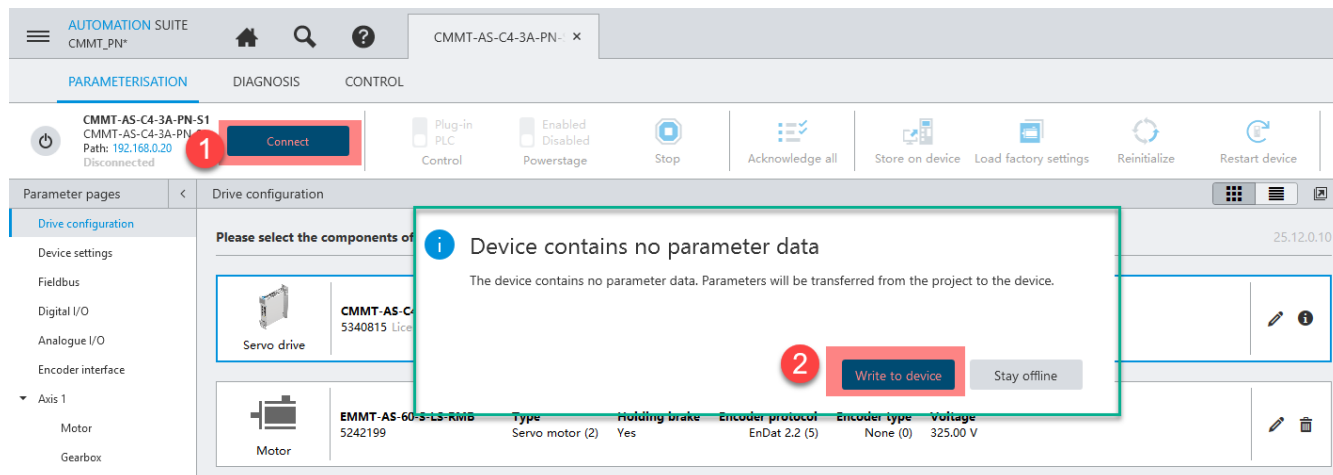 AUTOMATION SUITE
CMMT_PN*
CMMT-AS-C4-3A-PN-
PARAMETERISATION
DIAGNOSIS
CONTROL
CMMT-AS-C4-3A-PN-S1
CMMT-AS-C4-3A-PN
Path: 192.168.0.20
Disconnected
1
Connect
Plug-in
PLC
Control
Enabled
Disabled
Powerstage
Stop
Acknowledge all
Store on device
Load factory settings
Reinitialize
Restart device
Parameter pages
Drive configuration
Drive configuration
Device settings
Fieldbus
Digital I/O
Analogue I/O
Encoder interface
Axis 1
Motor
Gearbox
Please select the components of
25.12.0.10
Servo drive
CMMT-AS-C4
5340815 Lice
Device contains no parameter data
The device contains no parameter data. Parameters will be transferred from the project to the device.
2
Write to device
Stay offline
Motor
EMMT-AS-60-S-LS-RMB Type Holding brake Encoder protocol Encoder type Voltage
5242199 Servo motor (2) Yes EnDat 2.2 (5) None (0) 325.00 V